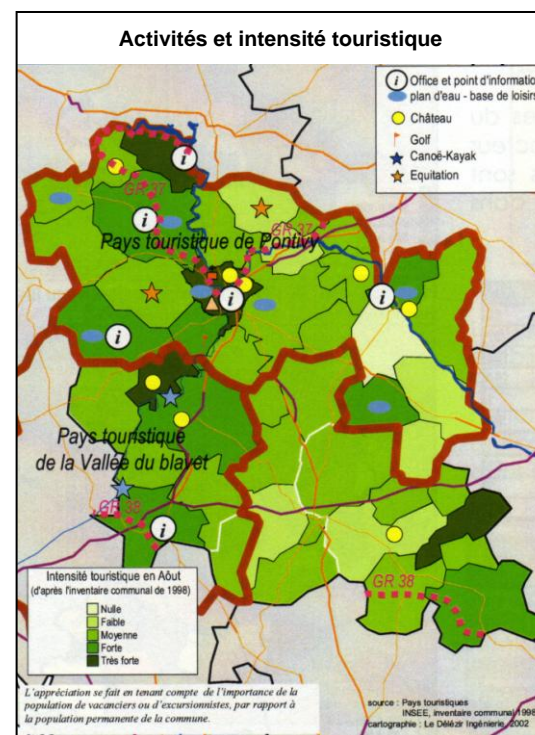 Activités et intensité touristique
i Office et point d'information
plan d'eau - base de loisirs
Château
Golf
Canoë-Kayak
Equitation
GR 37
Pays touristique de Pontivy
GR 37
i
i
i
i
i
Pays touristique
de la Vallée du blavet
GR 38
i
GR 38
Intensité touristique en Août
(d'après l'inventaire communal de 1998)
Nulle
Faible
Moyenne
Forte
Très forte
L'appréciation se fait en tenant compte de l'importance de la
population de vacanciers ou d'excursionnistes, par rapport à
la population permanente de la commune.
source : Pays touristiques
INSEE, inventaire communal 1998
cartographie : Le Délézir Ingénierie, 2002